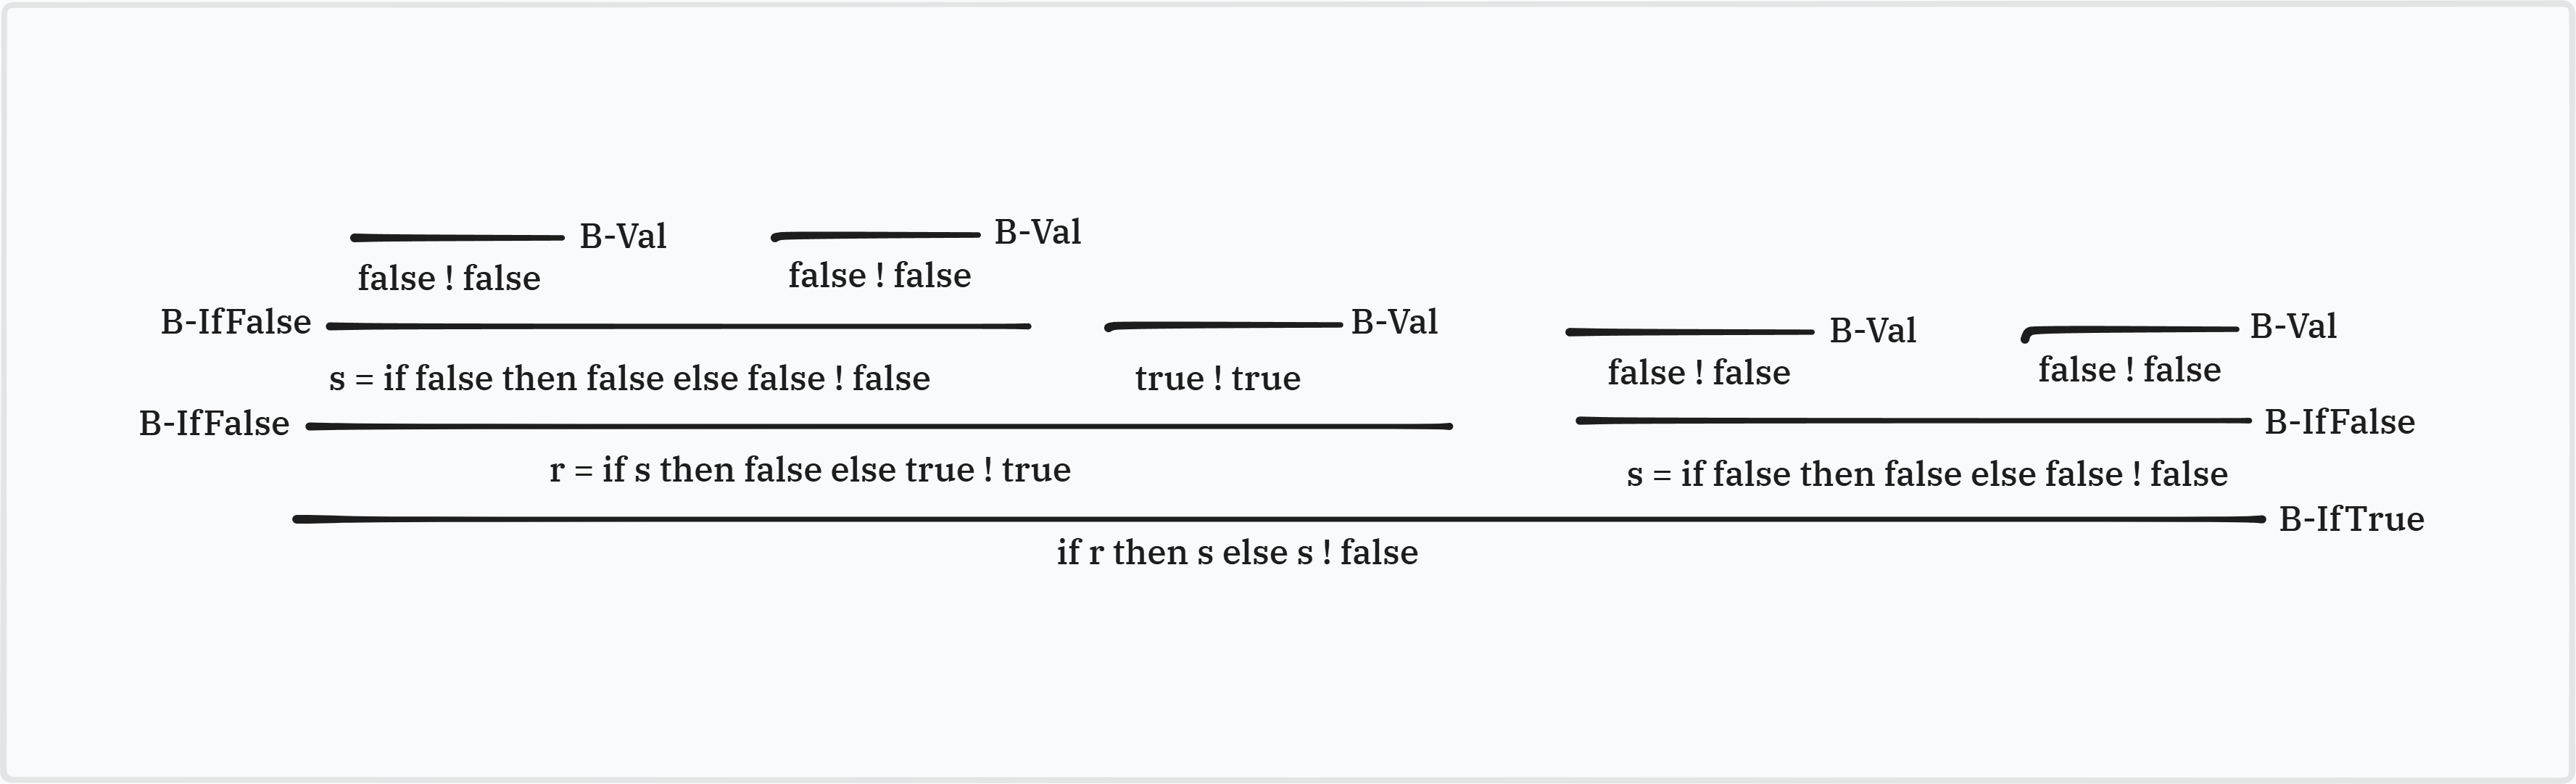 B-Val B-Val
false ! false false ! false
B-IfFalse B-Val B-Val B-Val
s = if false then false else false ! false true ! true false ! false false ! false
B-IfFalse B-IfFalse
r = if s then false else true ! true s = if false then false else false ! false
B-IfTrue
if r then s else s ! false